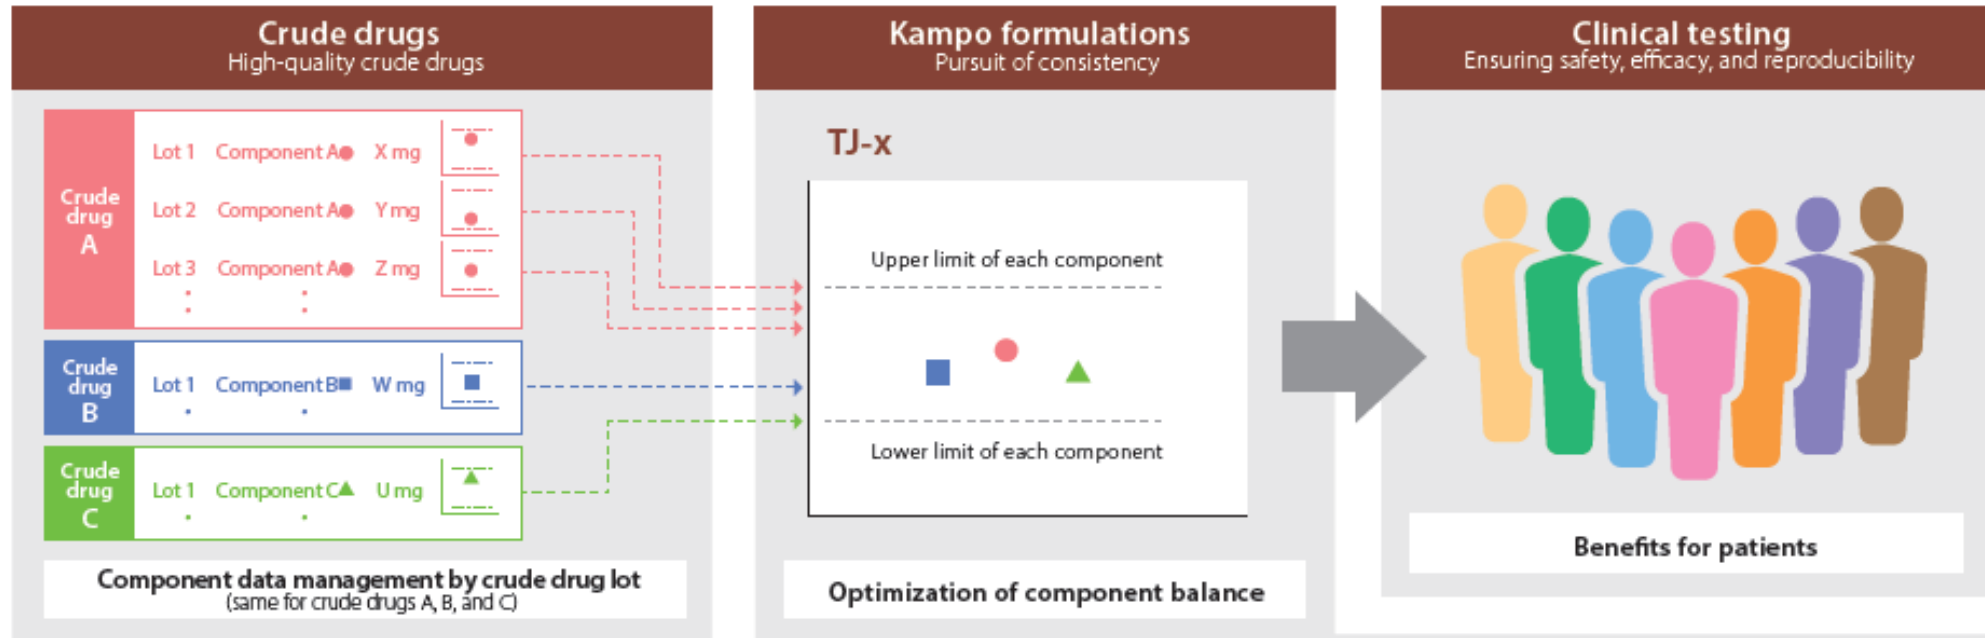 Crude drugs
High-quality crude drugs
Crude
drug
A
Lot 1 Component A● X mg
Lot 2 Component A● Y mg
Lot 3 Component A● Z mg
Crude
drug
B
Lot 1 Component B■ W mg
Crude
drug
C
Lot 1 Component C▲ U mg
Component data management by crude drug lot
(same for crude drugs A, B, and C)
Kampo formulations
Pursuit of consistency
TJ-x
Upper limit of each component
Lower limit of each component
Optimization of component balance
Clinical testing
Ensuring safety, efficacy, and reproducibility
Benefits for patients